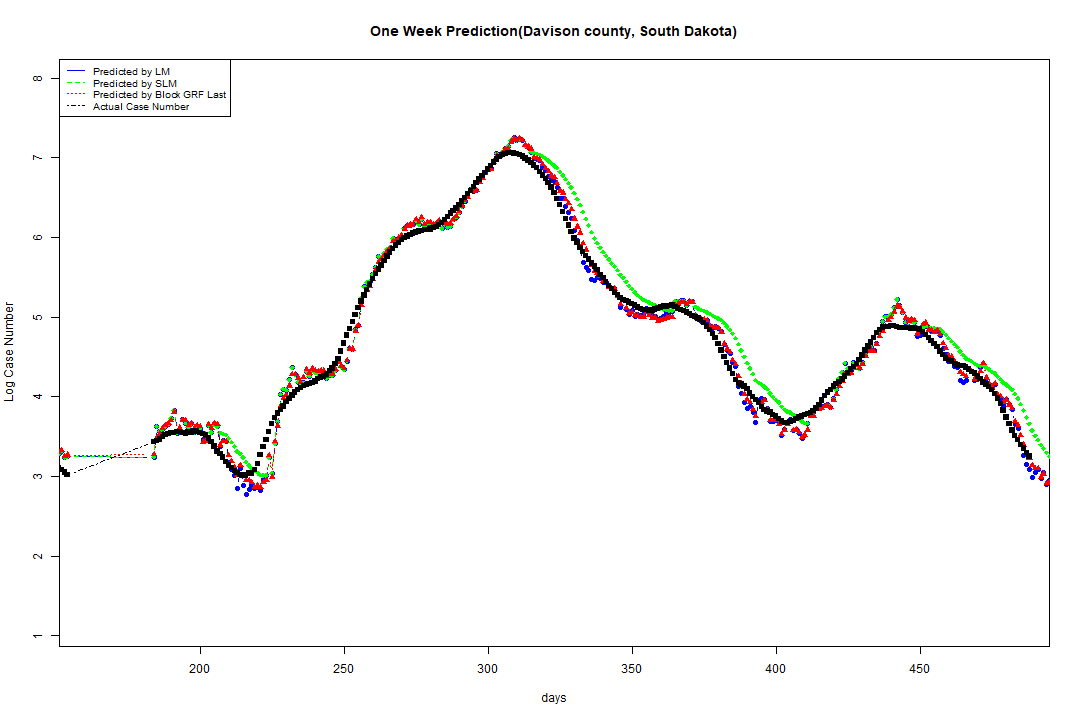 One Week Prediction(Davison county, South Dakota)
Predicted by LM
Predicted by SLM
Predicted by Block GRF Last
Actual Case Number
Log Case Number
8
7
6
5
4
3
2
1
200 250 300 350 400 450
days